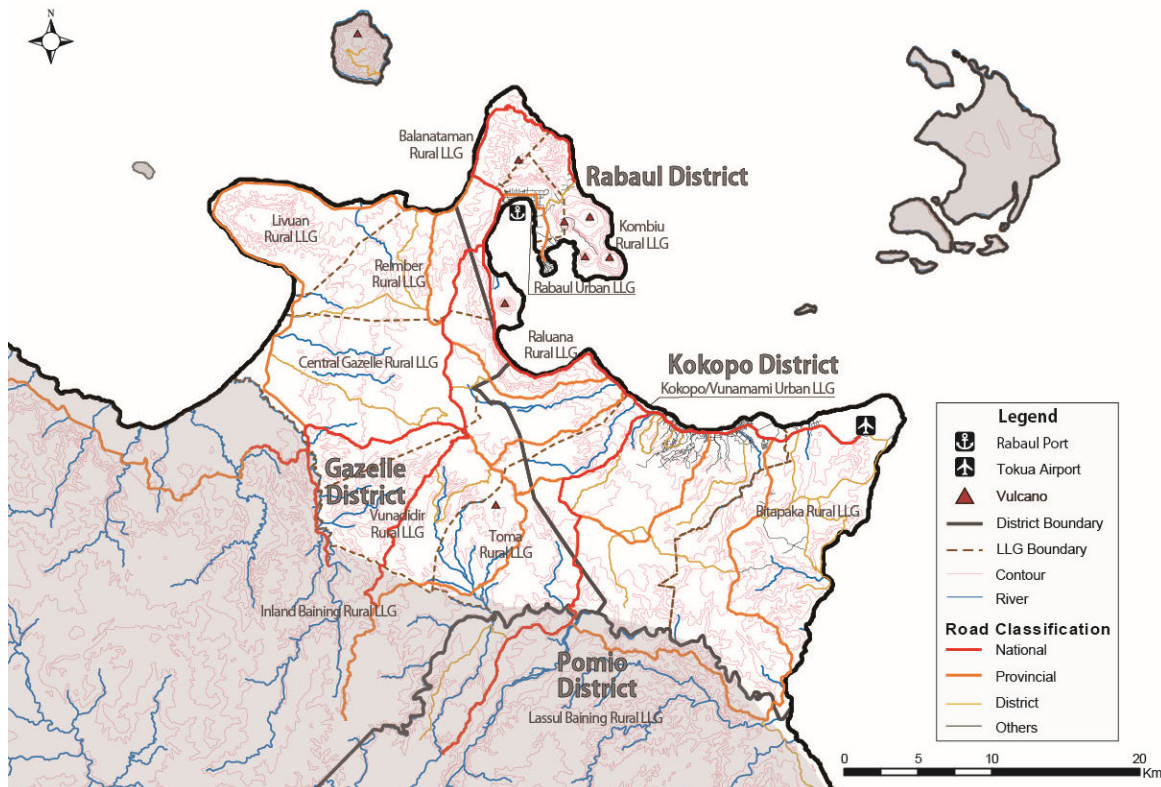 N
Balanataman
Rural LLG
Rabaul District
Livuan
Rural LLG
Kombiu
Rural LLG
Reimber
Rural LLG
Rabaul Urban LLG
Raluana
Rural LLG
Central Gazelle Rural LLG
Kokopo District
Kokopo/Vunamami Urban LLG
Gazelle
District
Vunadidir
Rural LLG
Toma
Rural LLG
Bitapaka Rural LLG
Inland Baining Rural LLG
Pomio
District
Lassul Baining Rural LLG
Legend
Rabaul Port
Tokua Airport
Vulcano
District Boundary
LLG Boundary
Contour
River
Road Classification
National
Provincial
District
Others
0 5 10 20
Km